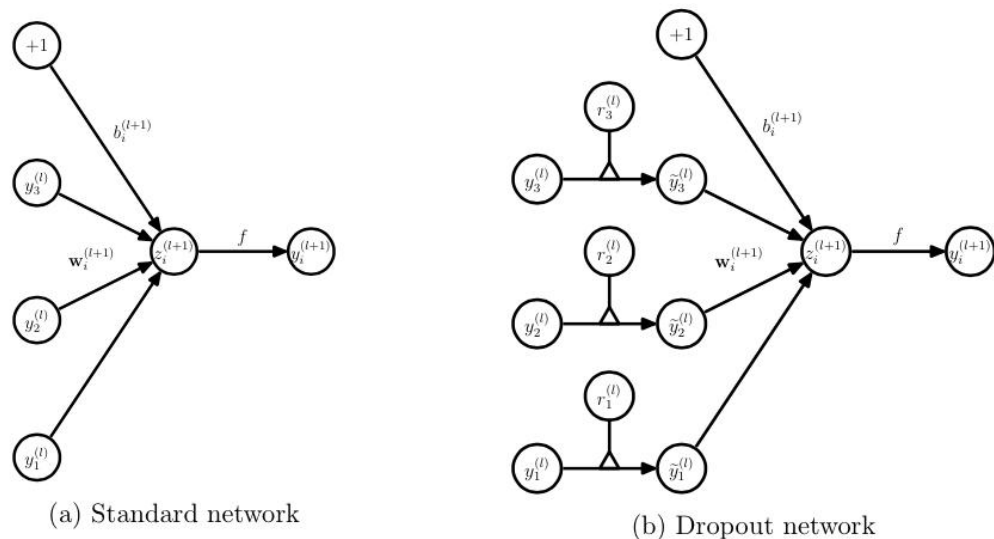 +1
b_i^{(l+1)}
y_3^{(l)}
w_i^{(l+1)}
z_i^{(l+1)}
f
y_i^{(l+1)}
y_2^{(l)}
y_1^{(l)}
(a) Standard network
+1
b_i^{(l+1)}
r_3^{(l)}
y_3^{(l)}
ỹ_3^{(l)}
r_2^{(l)}
w_i^{(l+1)}
z_i^{(l+1)}
f
y_i^{(l+1)}
y_2^{(l)}
ỹ_2^{(l)}
r_1^{(l)}
y_1^{(l)}
ỹ_1^{(l)}
(b) Dropout network